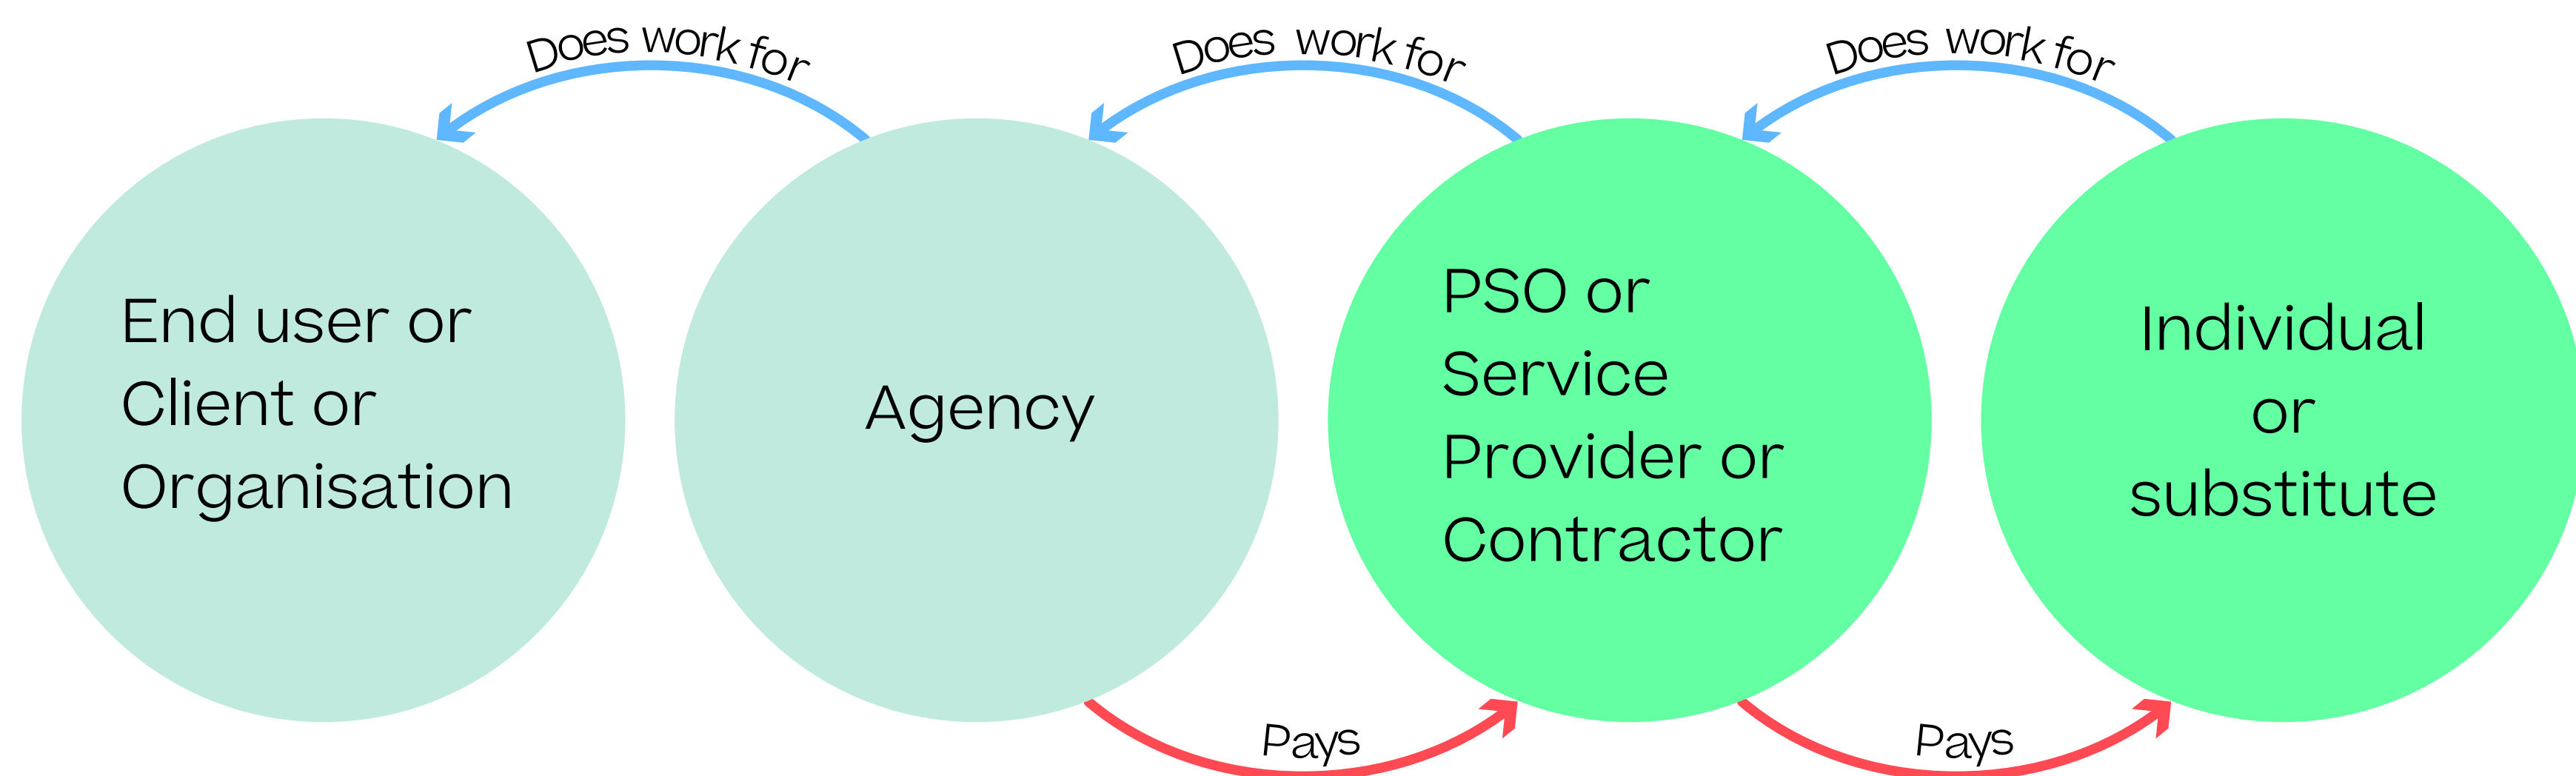 Does work for
Does work for
Does work for
End user or
Client or
Organisation
Agency
PSO or
Service
Provider or
Contractor
Individual
or
substitute
Pays
Pays